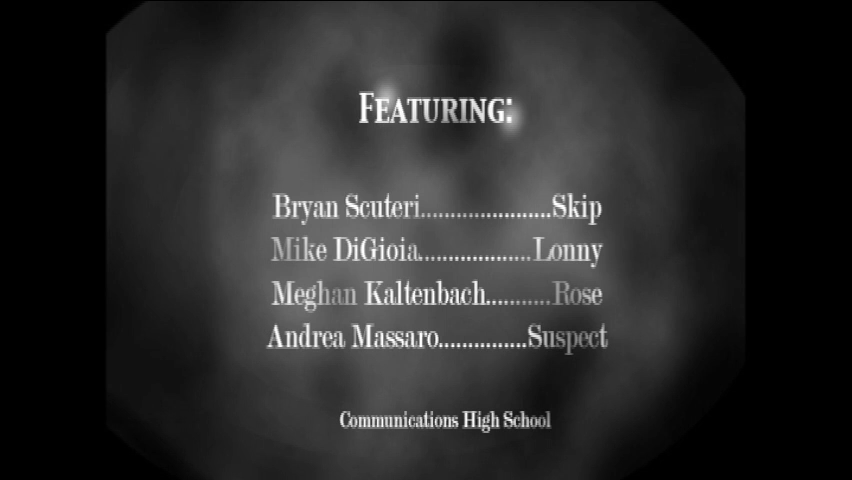 Featuring:
Bryan Scuteri......................Skip
Mike DiGioia...................Lonny
Meghan Kaltenbach...........Rose
Andrea Massaro...............Suspect
Communications High School